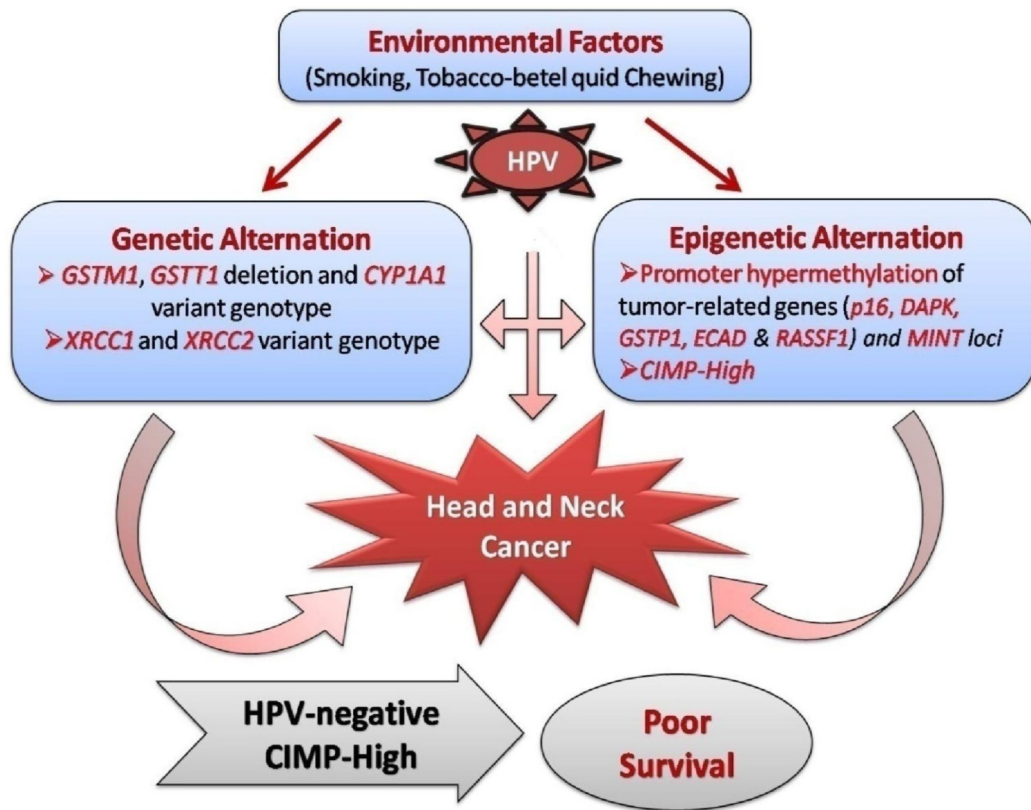 Environmental Factors
(Smoking, Tobacco-betel quid Chewing)
HPV
Genetic Alternation
➤ GSTM1, GSTT1 deletion and CYP1A1
variant genotype
➤XRCC1 and XRCC2 variant genotype
Epigenetic Alternation
➤Promoter hypermethylation of
tumor-related genes (p16, DAPK,
GSTP1, ECAD & RASSF1) and MINT loci
➤CIMP-High
Head and Neck
Cancer
HPV-negative
CIMP-High
Poor
Survival